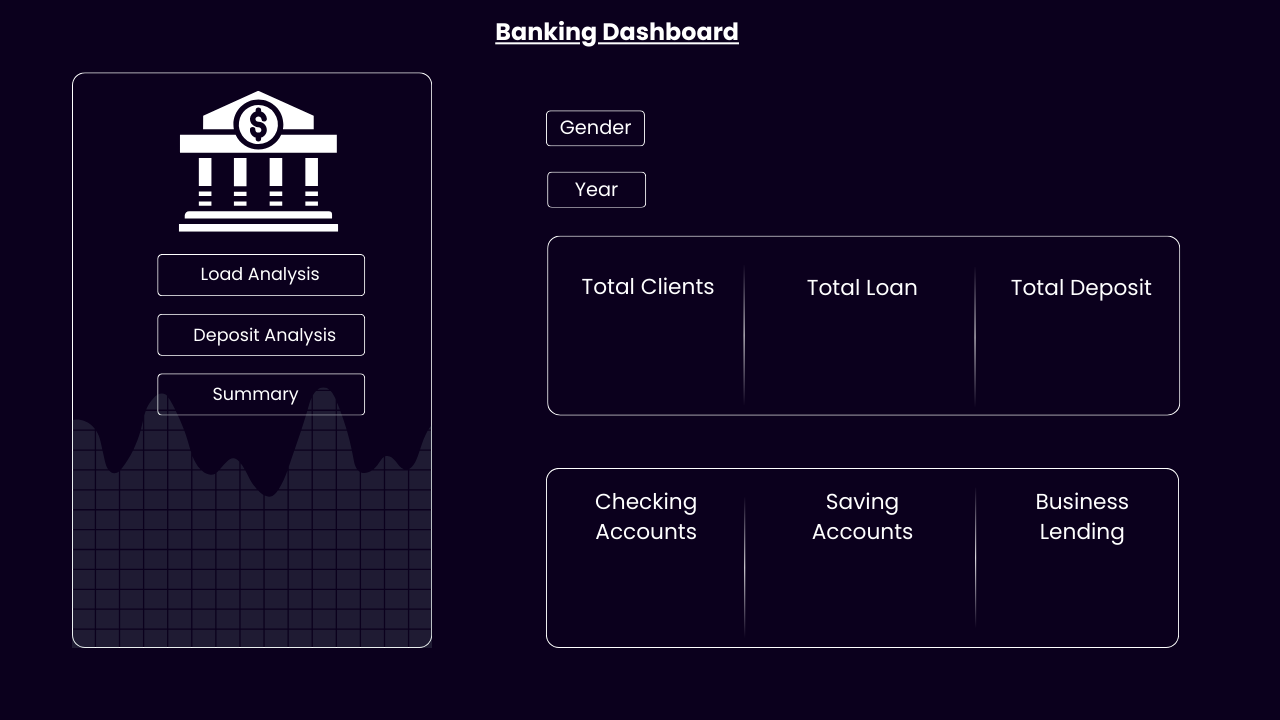 Banking Dashboard
$
Load Analysis
Deposit Analysis
Summary
Gender
Year
Total Clients
Total Loan
Total Deposit
Checking
Accounts
Saving
Accounts
Business
Lending